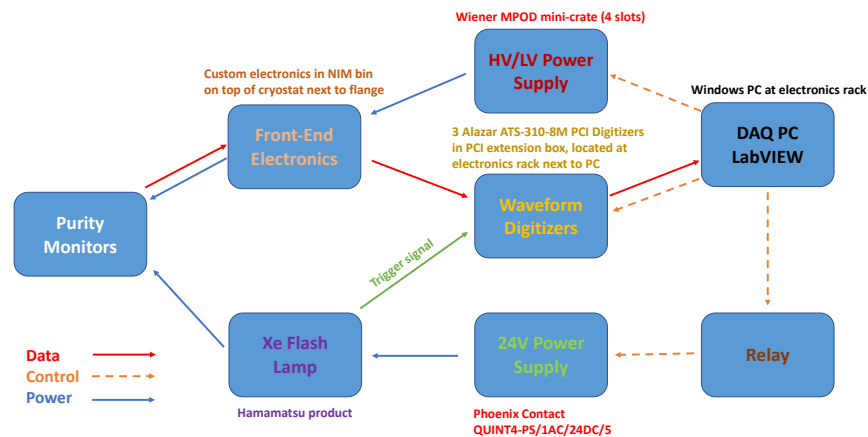 Wiener MPOD mini-crate (4 slots)
HV/LV Power
Supply
Custom electronics in NIM bin
on top of cryostat next to flange
Front-End
Electronics
Windows PC at electronics rack
DAQ PC
LabVIEW
3 Alazar ATS-310-8M PCI Digitizers
in PCI extension box, located at
electronics rack next to PC
Waveform
Digitizers
Purity
Monitors
Trigger signal
Xe Flash
Lamp
Hamamatsu product
24V Power
Supply
Phoenix Contact
QUINT4-PS/1AC/24DC/5
Relay
Data
Control
Power